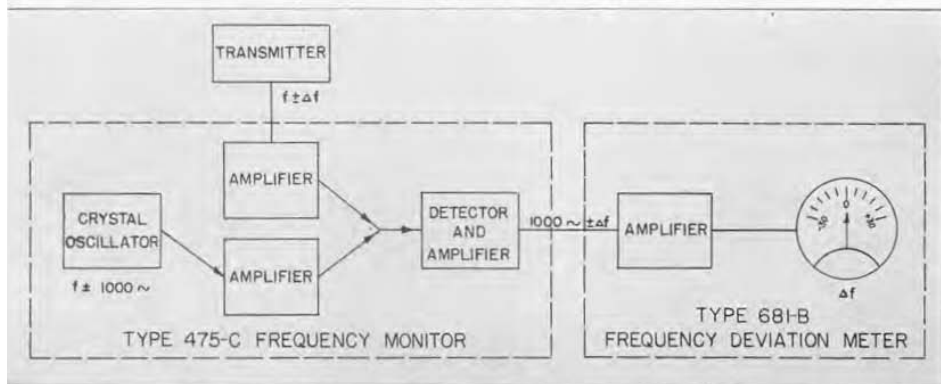 TRANSMITTER
f±Δf
AMPLIFIER
CRYSTAL
OSCILLATOR
f± 1000~
AMPLIFIER
DETECTOR
AND
AMPLIFIER
TYPE 475-C FREQUENCY MONITOR
1000~ ±Δf
AMPLIFIER
0
Δf
TYPE 681-B
FREQUENCY DEVIATION METER